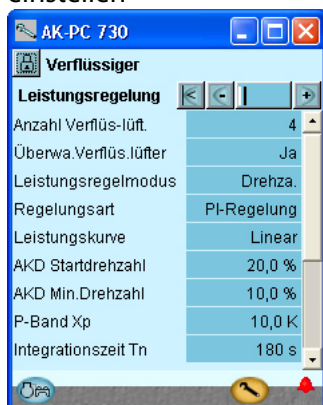 einstellen
AK-PC 730
Verflüssiger
Leistungsregelung
Anzahl Verflüs-lüft. 4
Überwa.Verflüs.lüfter Ja
Leistungsregelmodus Drehza.
Regelungsart PI-Regelung
Leistungskurve Linear
AKD Startdrehzahl 20,0 %
AKD Min.Drehzahl 10,0 %
P-Band Xp 10,0 K
Integrationszeit Tn 180 s